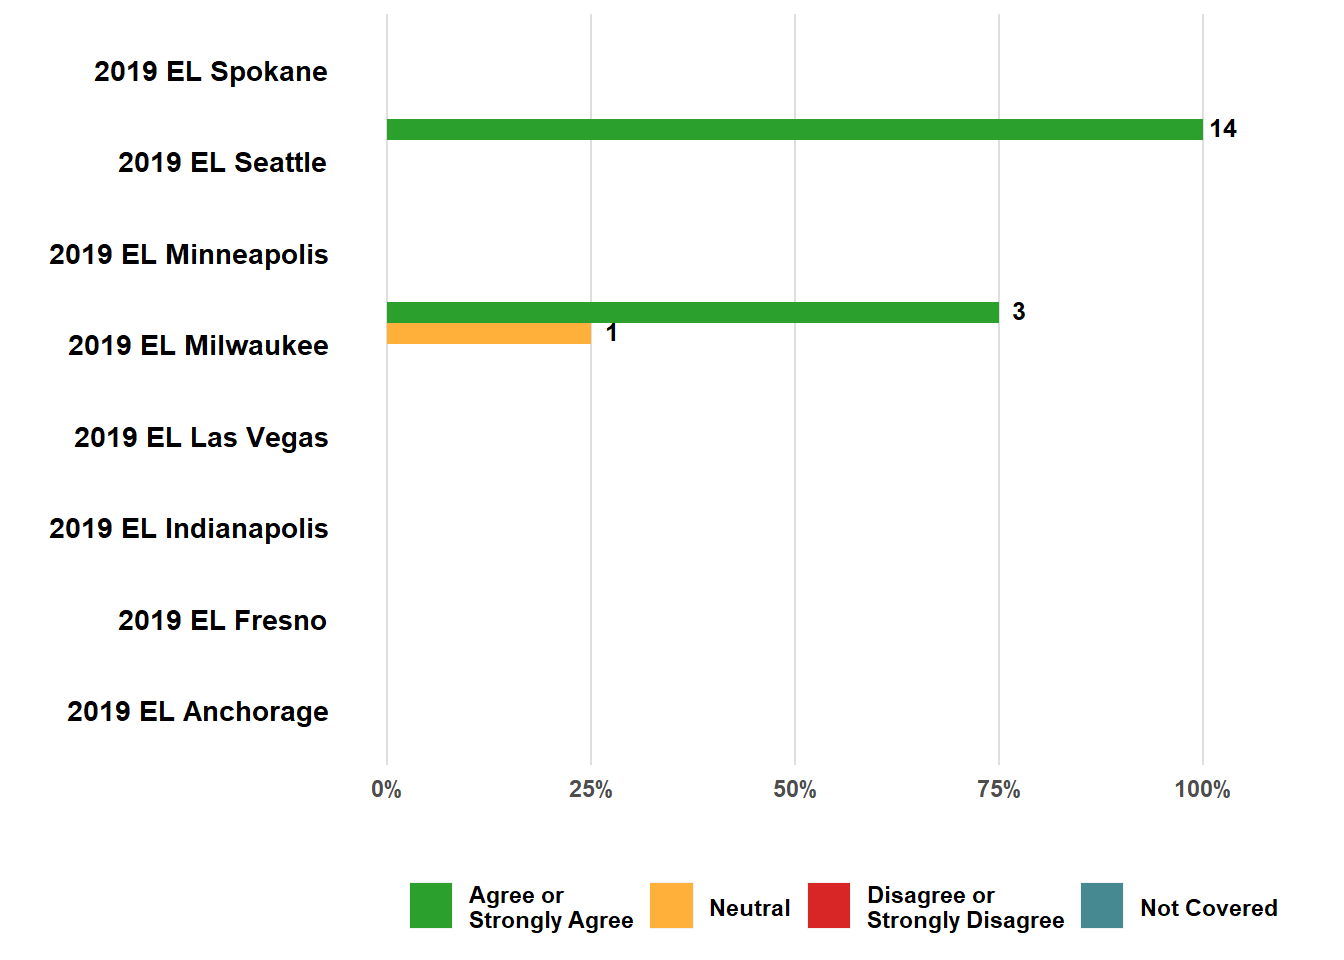 2019 EL Spokane
14
2019 EL Seattle
2019 EL Minneapolis
3
1
2019 EL Milwaukee
2019 EL Las Vegas
2019 EL Indianapolis
2019 EL Fresno
2019 EL Anchorage
0% 25% 50% 75% 100%
Agree or
Strongly Agree
Neutral
Disagree or
Strongly Disagree
Not Covered